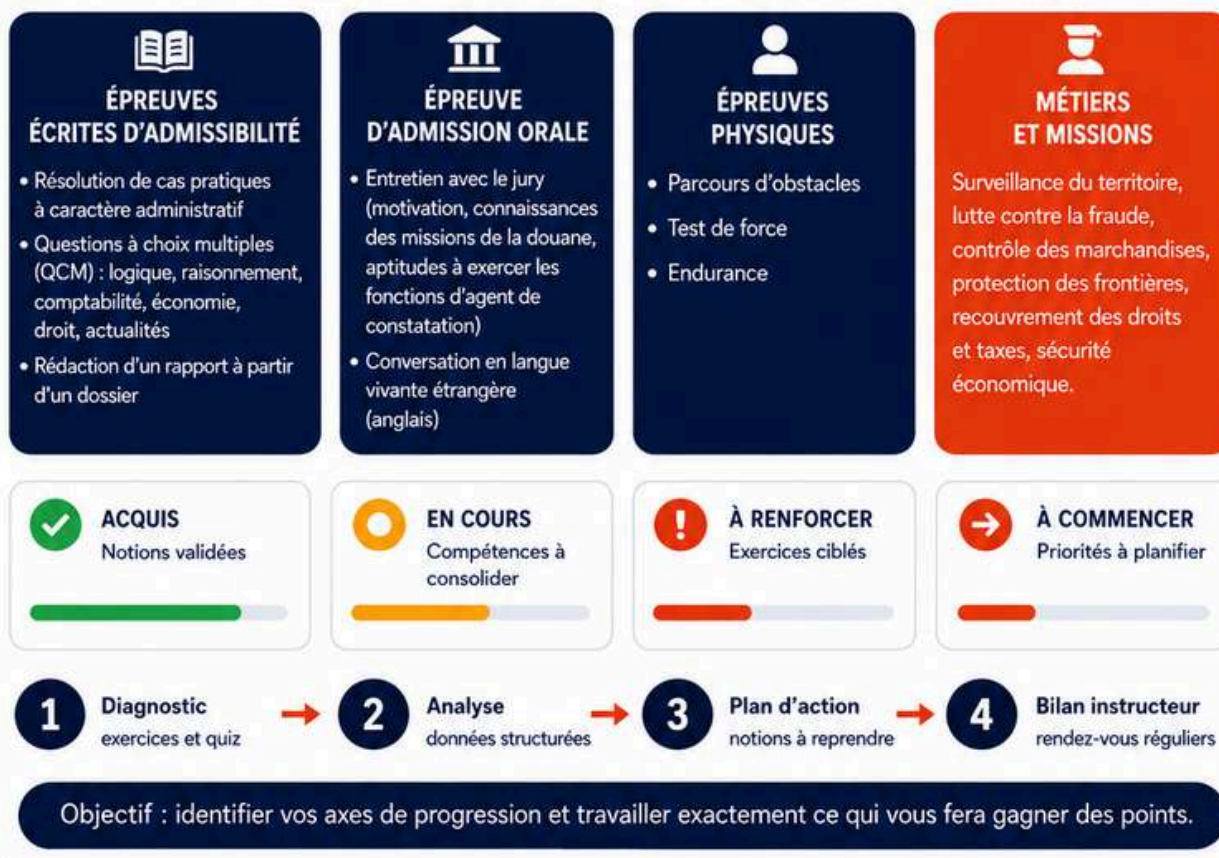 ÉPREUVES
ÉCRITES D'ADMISSIBILITÉ
• Résolution de cas pratiques
à caractère administratif
• Questions à choix multiples
(QCM) : logique, raisonnement,
comptabilité, économie,
droit, actualités
• Rédaction d'un rapport à partir
d'un dossier
ÉPREUVE
D'ADMISSION ORALE
• Entretien avec le jury
(motivation, connaissances
des missions de la douane,
aptitudes à exercer les
fonctions d'agent de
constatation)
• Conversation en langue
vivante étrangère
(anglais)
ÉPREUVES
PHYSIQUES
• Parcours d'obstacles
• Test de force
• Endurance
MÉTIERS
ET MISSIONS
Surveillance du territoire,
lutte contre la fraude,
contrôle des marchandises,
protection des frontières,
recouvrement des droits
et taxes, sécurité
économique.
ACQUIS
Notions validées
EN COURS
Compétences à
consolider
À RENFORCER
Exercices ciblés
À COMMENCER
Priorités à planifier
1
Diagnostic
exercices et quiz
2
Analyse
données structurées
3
Plan d'action
notions à reprendre
4
Bilan instructeur
rendez-vous réguliers
Objectif : identifier vos axes de progression et travailler exactement ce qui vous fera gagner des points.